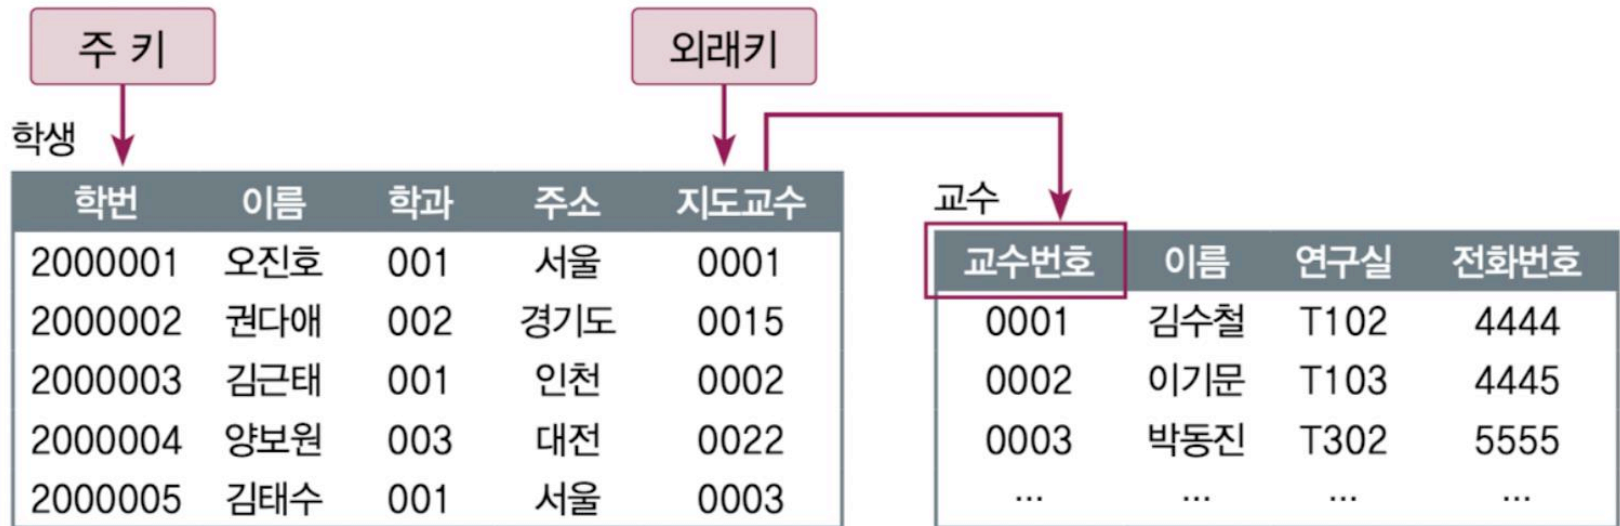 주 키
외래키
학생
학번 이름 학과 주소 지도교수
2000001 오진호 001 서울 0001
2000002 권다애 002 경기도 0015
2000003 김근태 001 인천 0002
2000004 양보원 003 대전 0022
2000005 김태수 001 서울 0003
교수
교수번호 이름 연구실 전화번호
0001 김수철 T102 4444
0002 이기문 T103 4445
0003 박동진 T302 5555
... ... ... ...